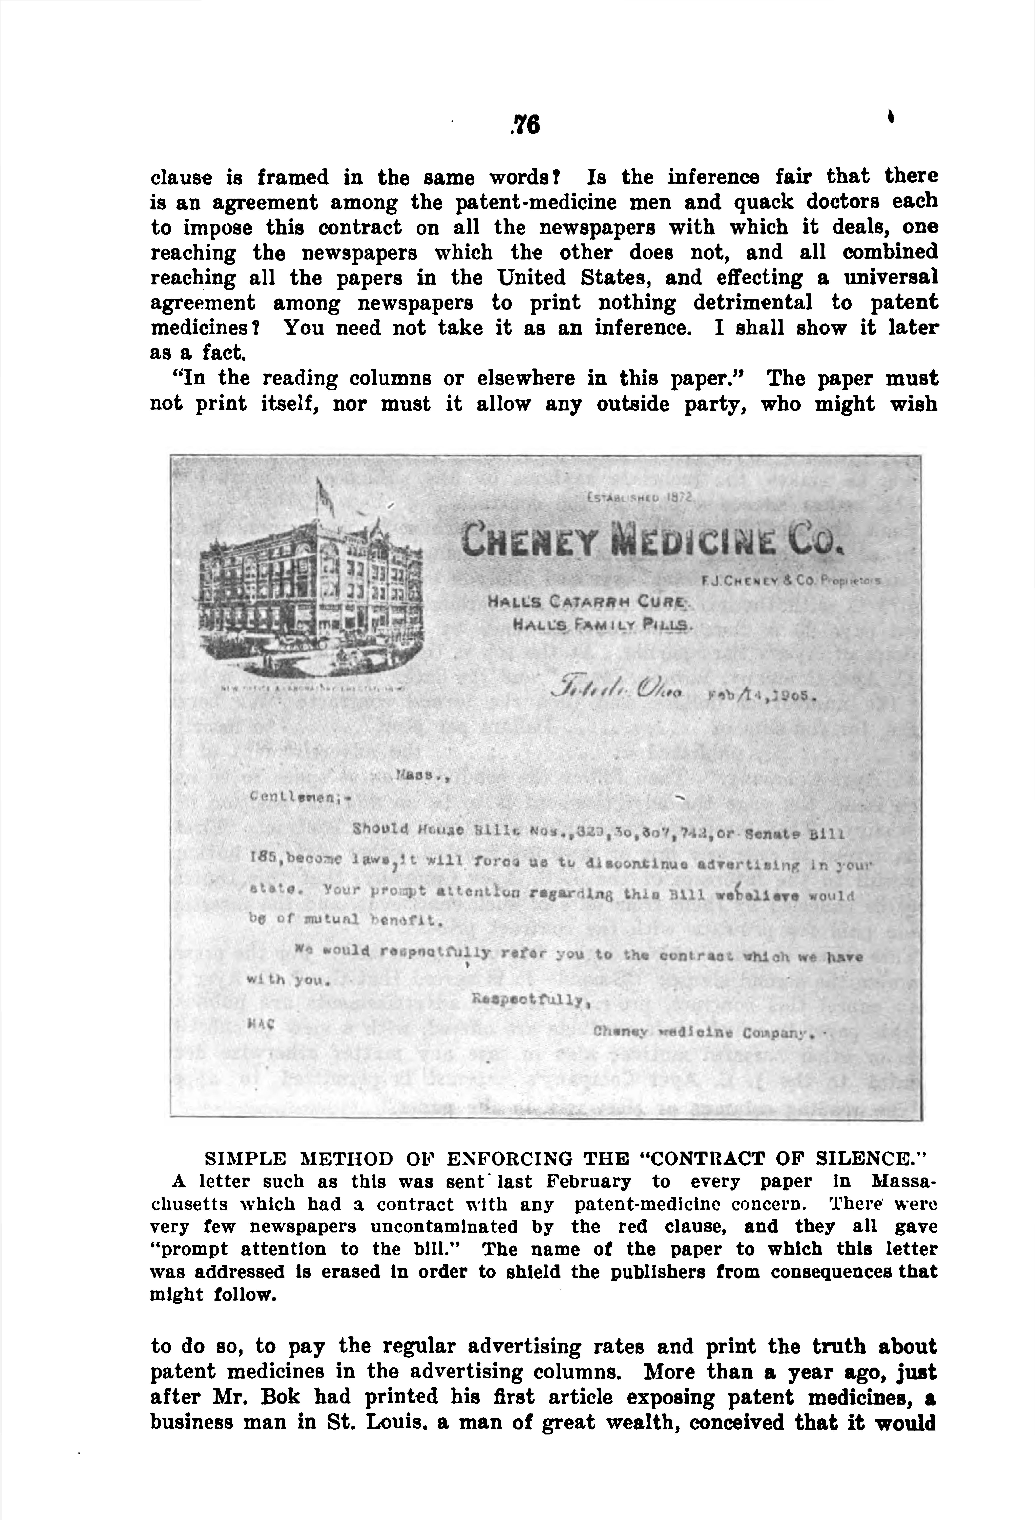 .76
clause is framed in the same words? Is the inference fair that there
is an agreement among the patent-medicine men and quack doctors each
to impose this contract on all the newspapers with which it deals, one
reaching the newspapers which the other does not, and all combined
reaching all the papers in the United States, and effecting a universal
agreement among newspapers to print nothing detrimental to patent
medicines? You need not take it as an inference. I shall show it later
as a fact.
“In the reading columns or elsewhere in this paper.” The paper must
not print itself, nor must it allow any outside party, who might wish
ESTABLISHED 1872.
CHENEY MEDICINE CO.
F.J. CHENEY & CO. Proprietors
HALL'S CATARRH CURE.
HALL'S FAMILY PILLS.
Toledo Ohio Feb/14,1905.
Mass.,
Gentlemen;-
Should House Bills Nos.,829,30,807,742,or Senate Bill
185,become laws,it will force us to discontinue advertising in your
state. Your prompt attention regarding this Bill webelieve would
be of mutual benefit.
We would respectfully refer you to the contract which we have
with you.
Respectfully,
HAC
Cheney Medicine Company.
SIMPLE METHOD OF ENFORCING THE “CONTRACT OF SILENCE.”
A letter such as this was sent last February to every paper in Massa-
chusetts which had a contract with any patent-medicine concern. There were
very few newspapers uncontaminated by the red clause, and they all gave
“prompt attention to the bill.” The name of the paper to which this letter
was addressed is erased in order to shield the publishers from consequences that
might follow.
to do so, to pay the regular advertising rates and print the truth about
patent medicines in the advertising columns. More than a year ago, just
after Mr. Bok had printed his first article exposing patent medicines, a
business man in St. Louis. a man of great wealth, conceived that it would